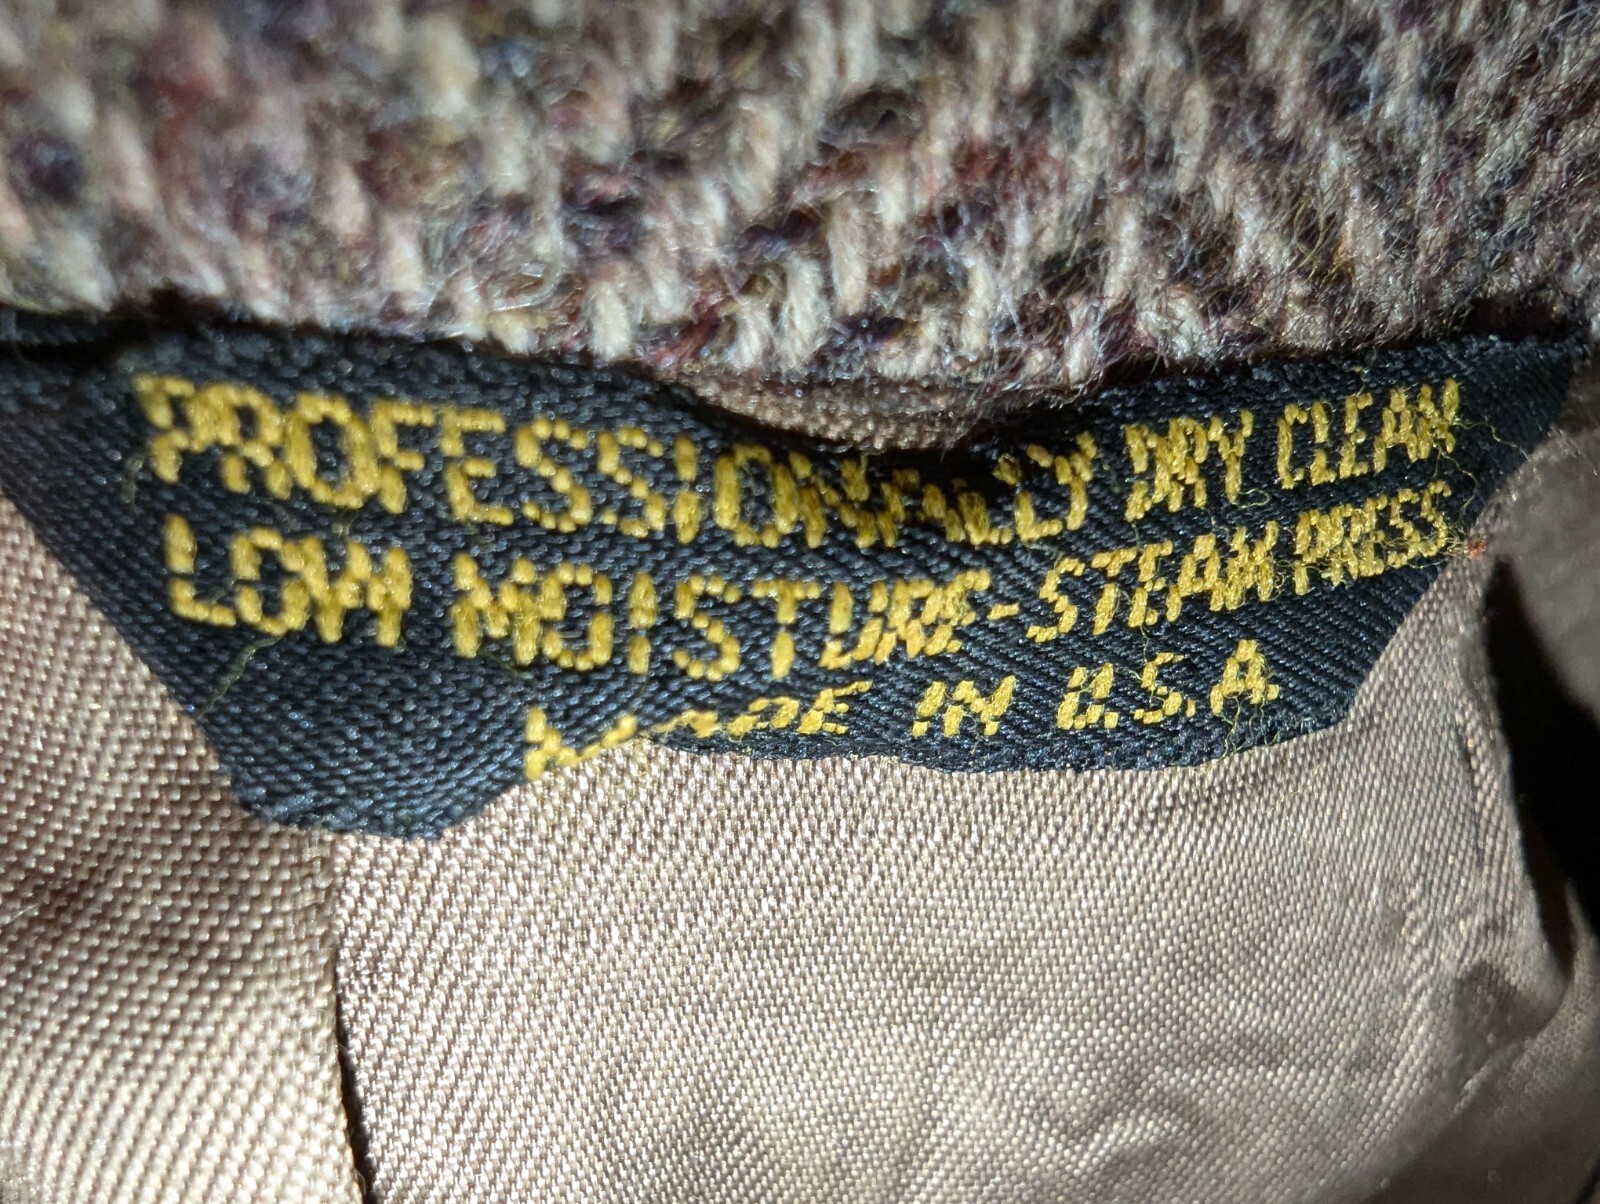 PROFESSIONALLY DRY CLEAN
LOW MOISTURE-STEAM PRESS
MADE IN U.S.A.